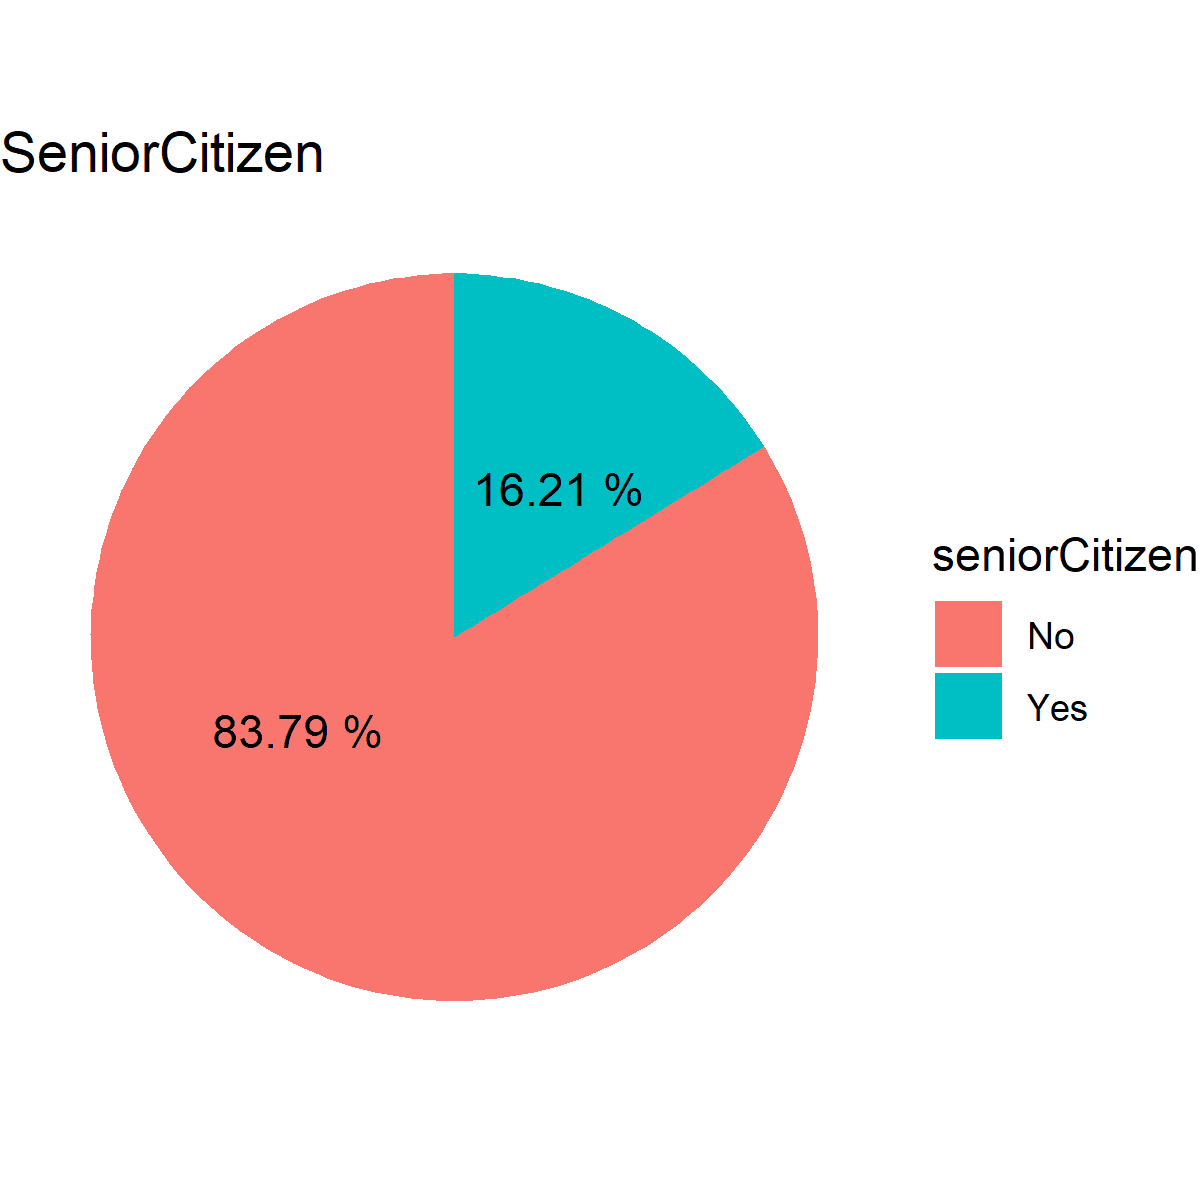 SeniorCitizen
16.21 %
83.79 %
seniorCitizen
No
Yes